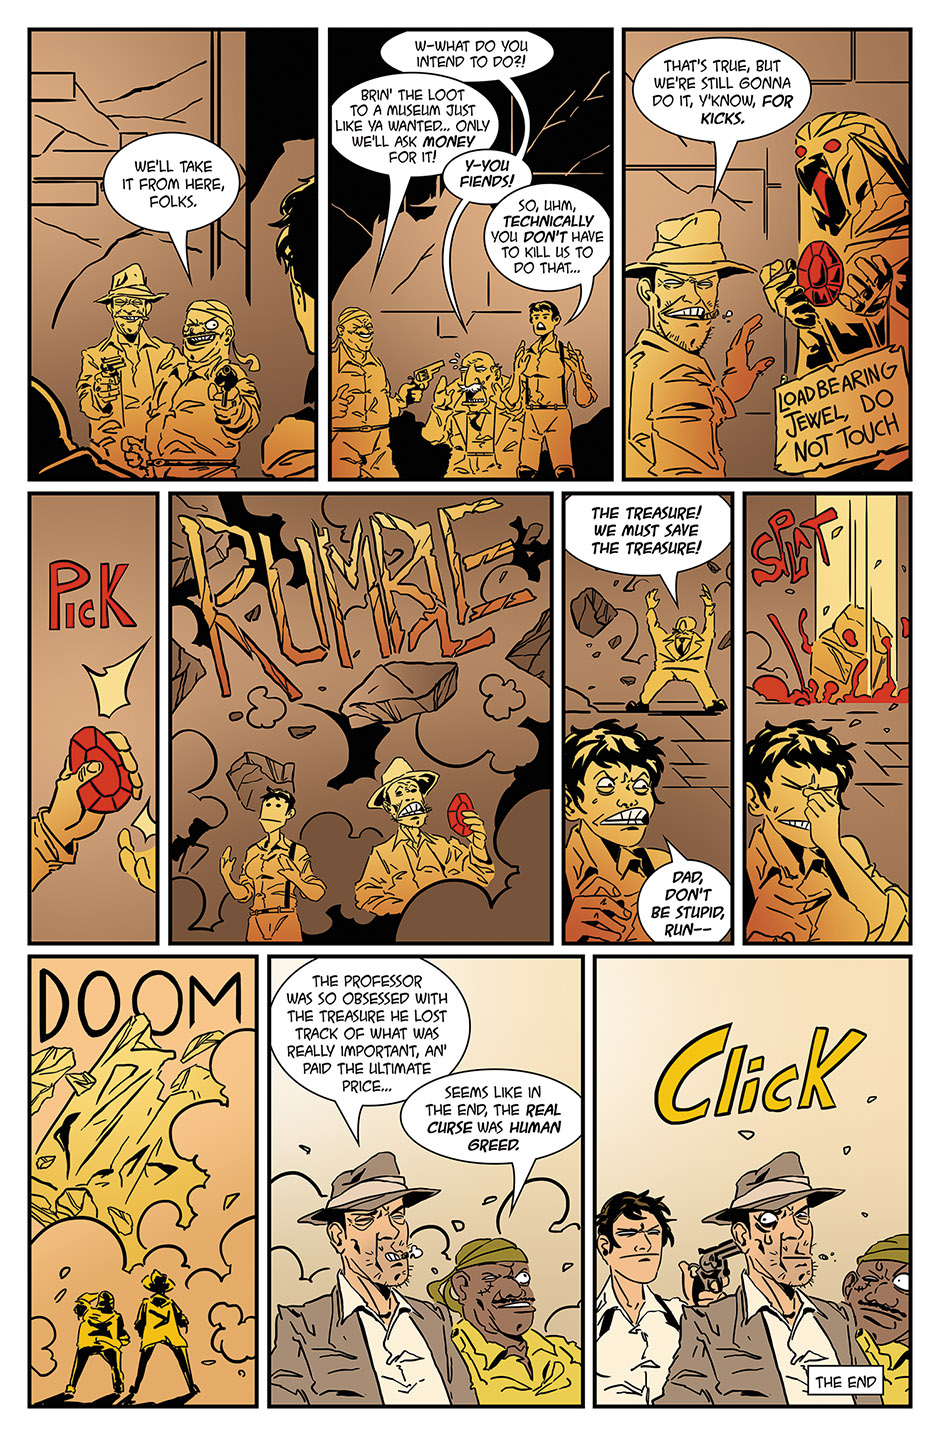 WE'LL TAKE
IT FROM HERE,
FOLKS.
W-WHAT DO YOU
INTEND TO DO?!
BRIN' THE LOOT
TO A MUSEUM JUST
LIKE YA WANTED... ONLY
WE'LL ASK MONEY
FOR IT!
Y-YOU
FIENDS!
SO, UHM,
TECHNICALLY
YOU DON'T HAVE
TO KILL US TO
DO THAT...
THAT'S TRUE, BUT
WE'RE STILL GONNA
DO IT, Y'KNOW, FOR
KICKS.
LOADBEARING
JEWEL, DO
NOT TOUCH
PICK
RUMBLE
THE TREASURE!
WE MUST SAVE
THE TREASURE!
DAD,
DON'T
BE STUPID,
RUN--
SPLAT
DOOM
THE PROFESSOR
WAS SO OBSESSED WITH
THE TREASURE HE LOST
TRACK OF WHAT WAS
REALLY IMPORTANT, AN'
PAID THE ULTIMATE
PRICE...
SEEMS LIKE IN
THE END, THE REAL
CURSE WAS HUMAN
GREED.
CLICK
THE END